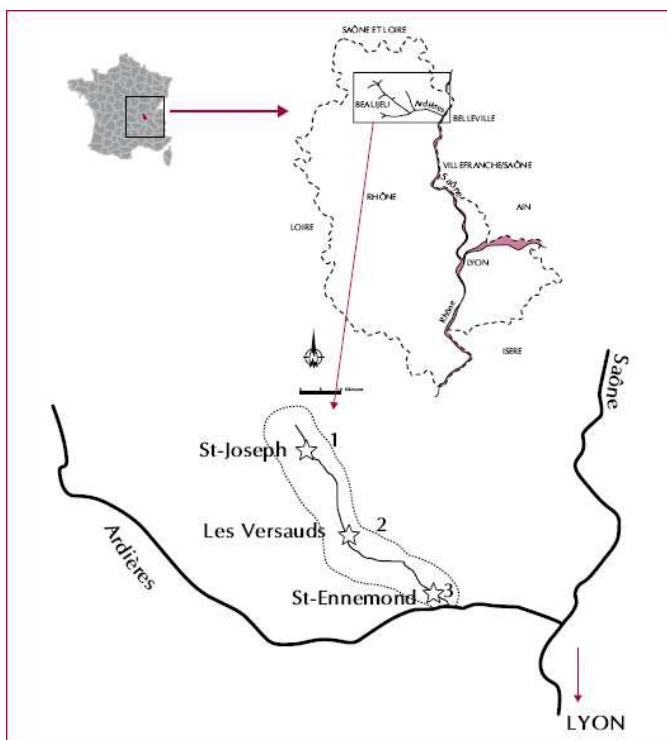 SAÔNE ET LOIRE
BEAUJEU
Ardières
BELLEVILLE
VILLEFRANCHE/SAÔNE
Saône
RHÔNE
AIN
LOIRE
LYON
Rhône
ISERE
St-Joseph
1
Les Versauds
2
St-Ennemond
3
Ardières
Saône
LYON